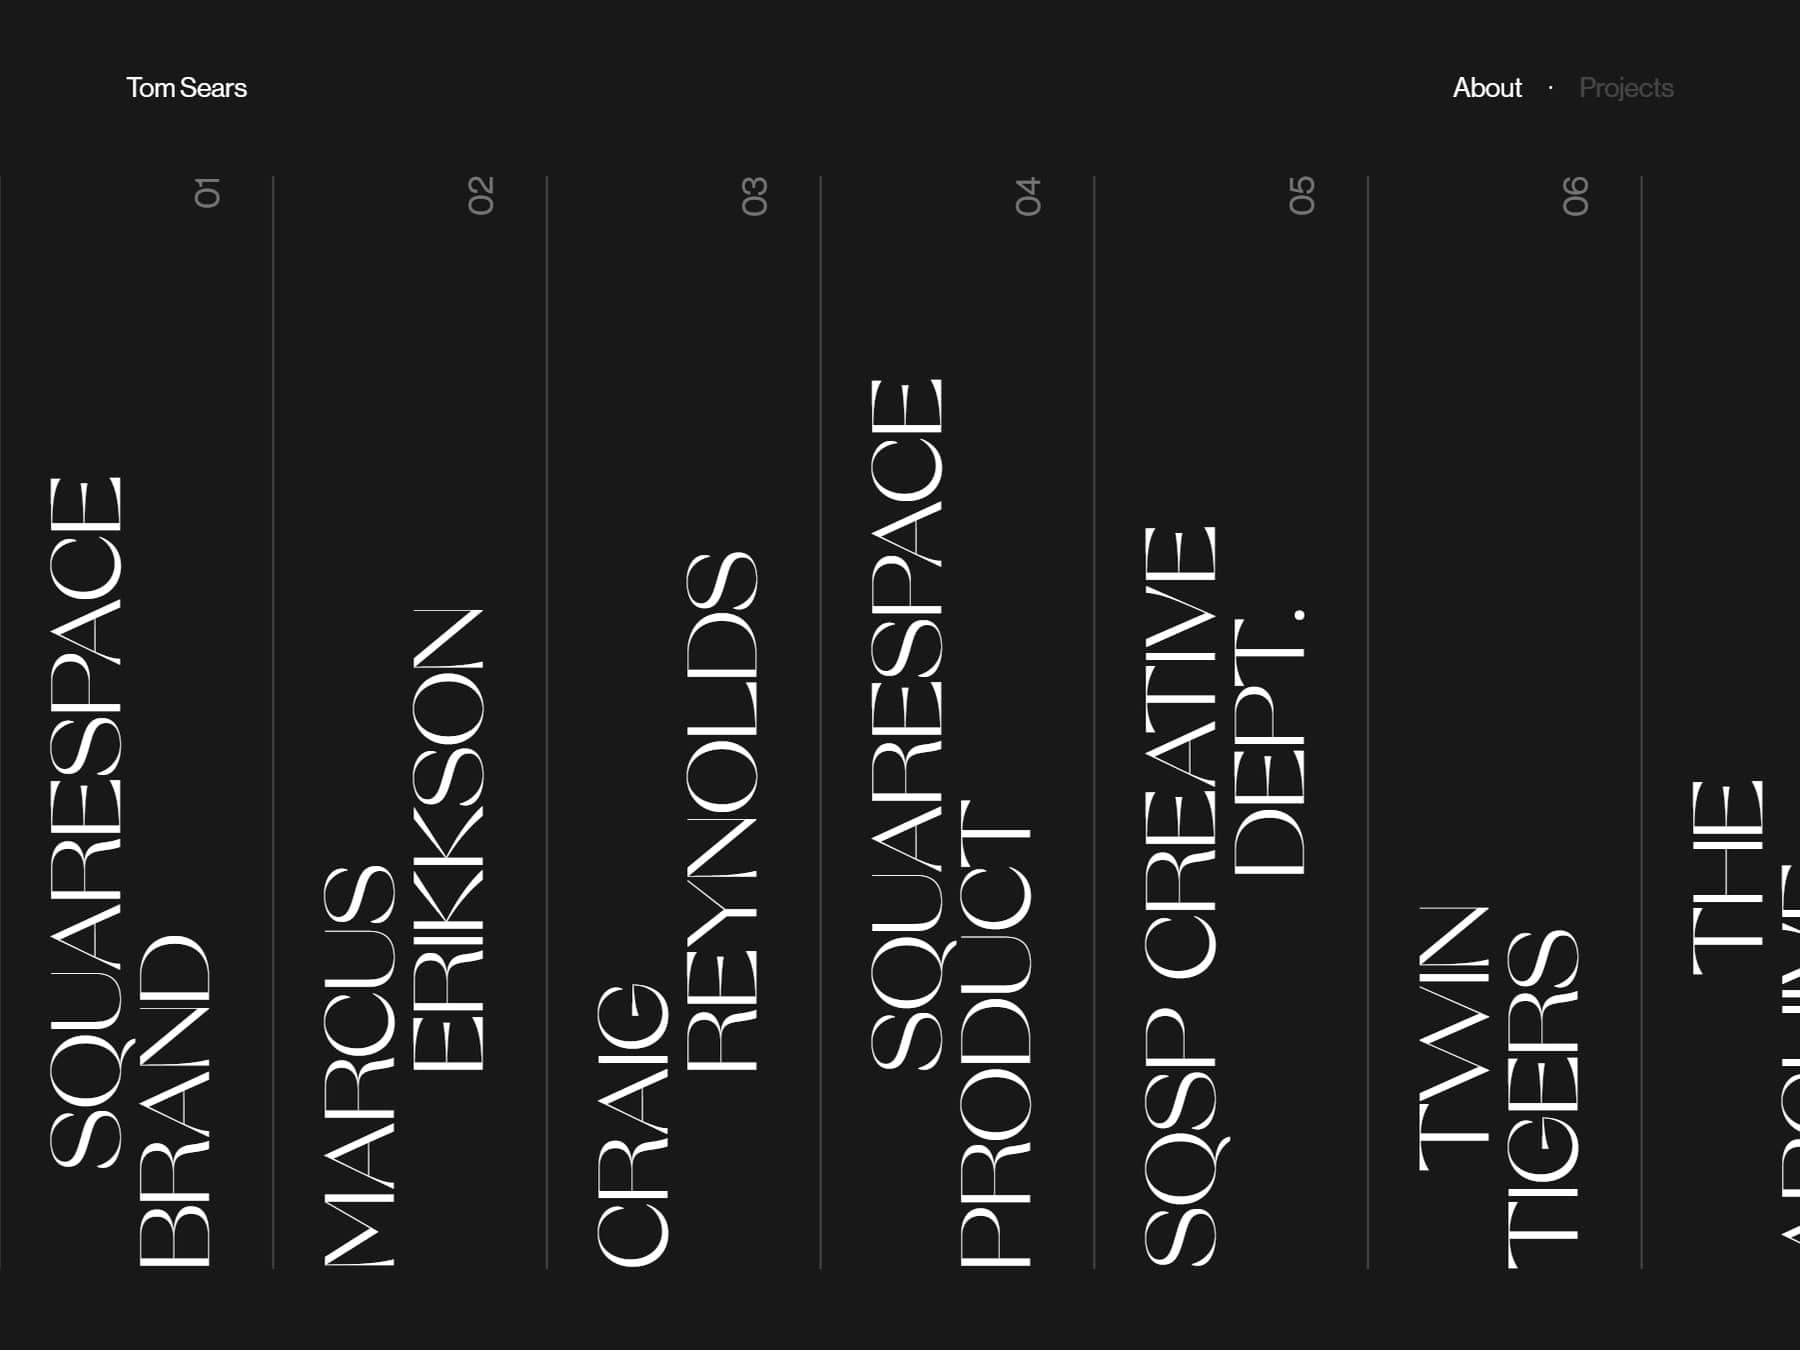 Tom Sears
About · Projects
01
SQUARESPACE
BRAND
02
MARCUS
ERIKKSON
03
CRAIG
REYNOLDS
04
SQUARESPACE
PRODUCT
05
SQSP CREATIVE
DEPT.
06
TWIN
TIGERS
THE